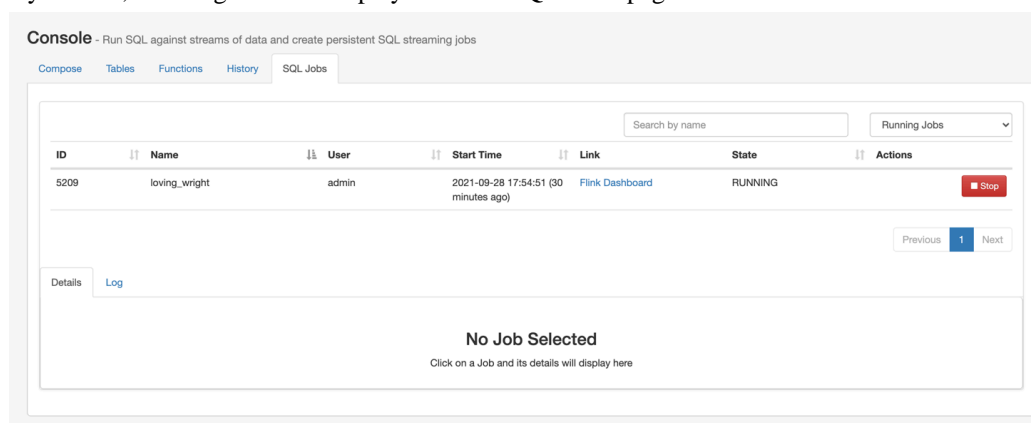 Console - Run SQL against streams of data and create persistent SQL streaming jobs
Compose Tables Functions History SQL Jobs
Search by name Running Jobs
ID Name User Start Time Link State Actions
5209 loving_wright admin 2021-09-28 17:54:51 (30 Flink Dashboard RUNNING Stop
minutes ago)
Previous 1 Next
Details Log
No Job Selected
Click on a Job and its details will display here